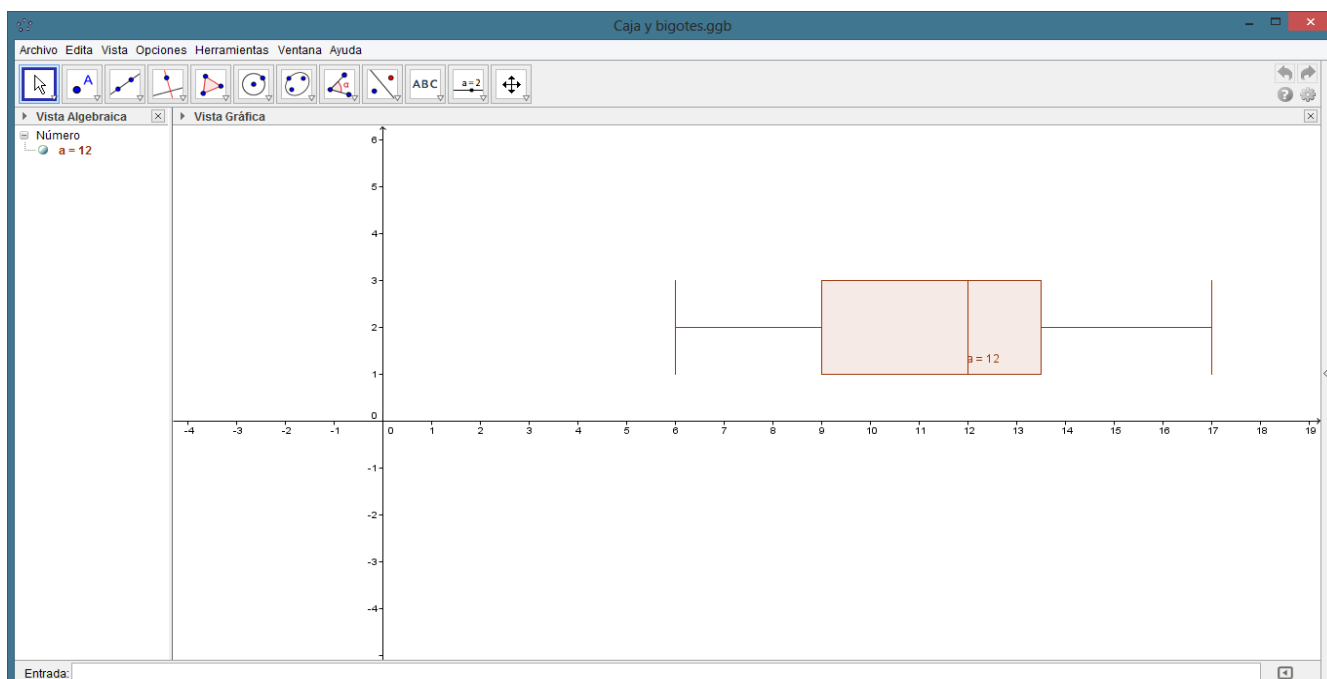 Caja y bigotes.ggb
Archivo Edita Vista Opciones Herramientas Ventana Ayuda
A
α
ABC
a=2
Vista Algebraica
Vista Gráfica
Número
a = 12
6
5
4
3
2
1
0
a = 12
-4 -3 -2 -1 0 1 2 3 4 5 6 7 8 9 10 11 12 13 14 15 16 17 18 19
-1
-2
-3
-4
Entrada: